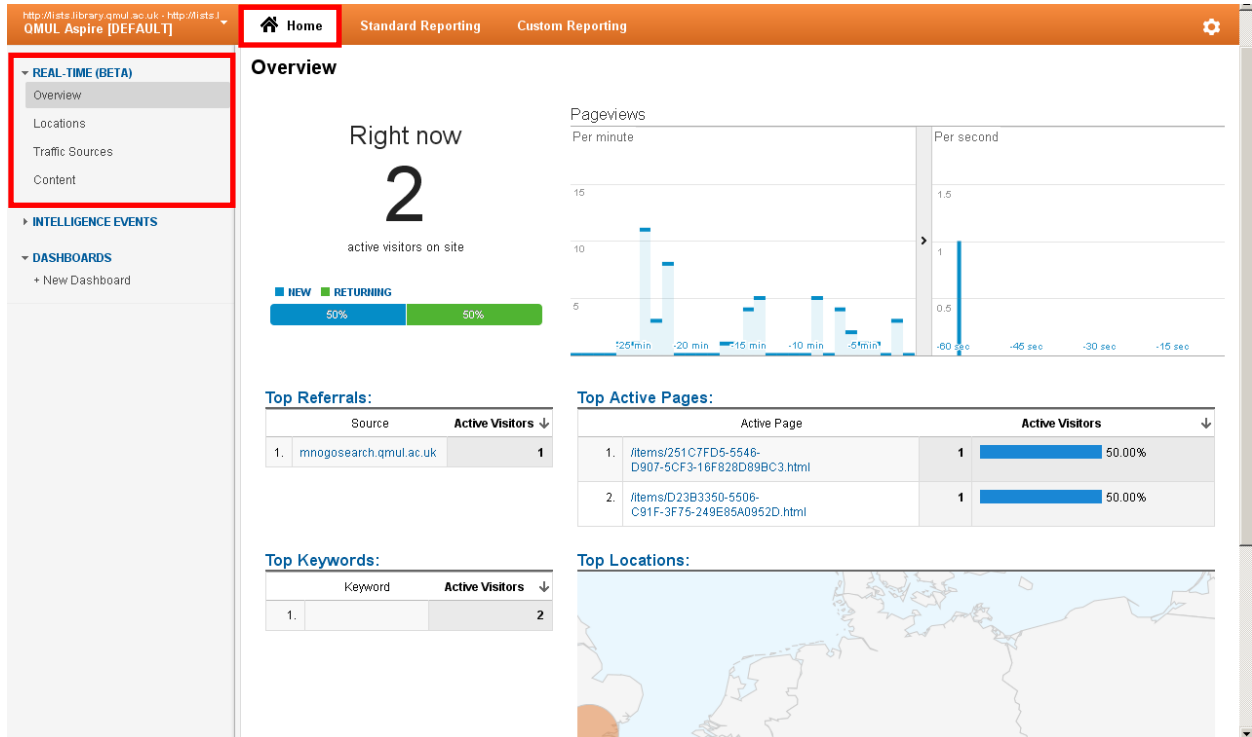 http://lists.library.qmul.ac.uk - http://lists.l
QMUL Aspire [DEFAULT]
Home
Standard Reporting
Custom Reporting
REAL-TIME (BETA)
Overview
Locations
Traffic Sources
Content
INTELLIGENCE EVENTS
DASHBOARDS
+ New Dashboard
Overview
Right now
2
active visitors on site
NEW RETURNING
50% 50%
Pageviews
Per minute
15
10
5
-25 min -20 min -15 min -10 min -5 min
Per second
1.5
1
0.5
-60 sec -45 sec -30 sec -15 sec
Top Referrals:
Source Active Visitors
1. mnogosearch.qmul.ac.uk 1
Top Active Pages:
Active Page Active Visitors
1. /items/251C7FD5-5546- 1 50.00%
D907-5CF3-16F828D89BC3.html
2. /items/D23B3350-5506- 1 50.00%
C91F-3F75-249E85A0952D.html
Top Keywords:
Keyword Active Visitors
1. 2
Top Locations: